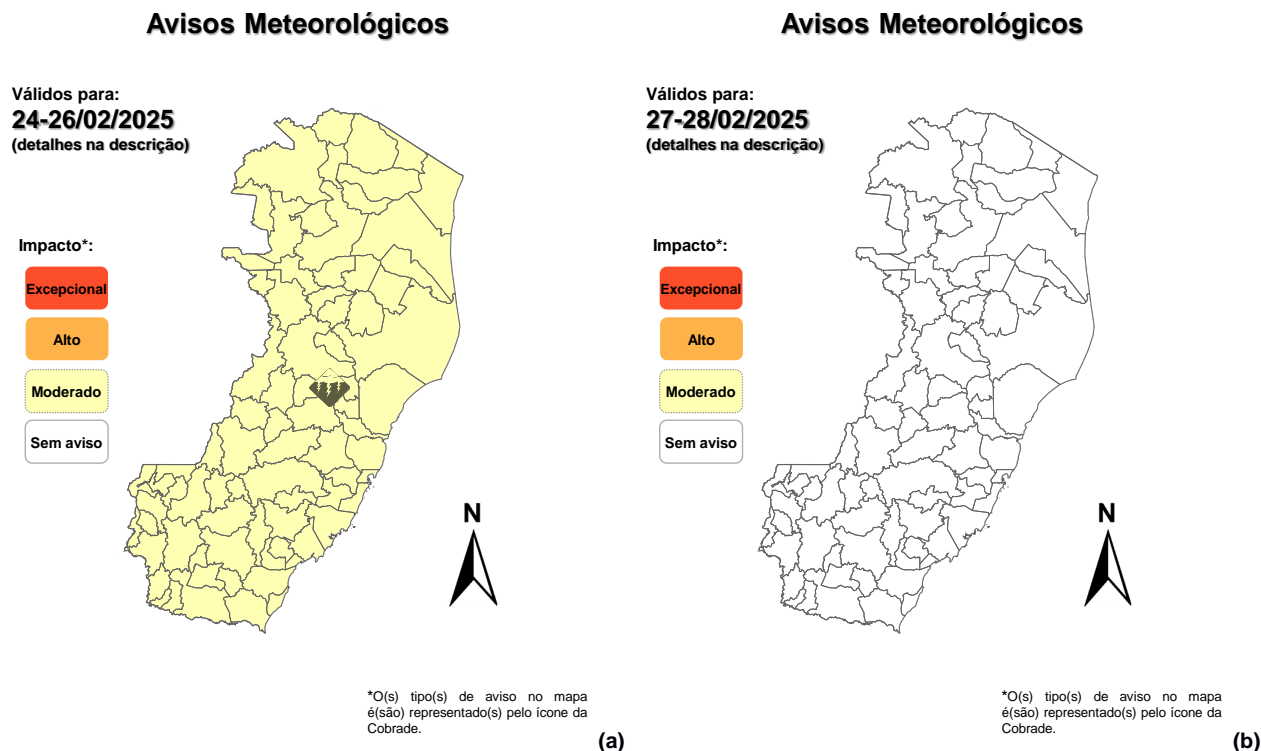 Avisos Meteorológicos
Válidos para:
24-26/02/2025
(detalhes na descrição)
Impacto*:
Excepcional
Alto
Moderado
Sem aviso
N
*O(s) tipo(s) de aviso no mapa
é(são) representado(s) pelo ícone da
Cobrade.
(a)
Avisos Meteorológicos
Válidos para:
27-28/02/2025
(detalhes na descrição)
Impacto*:
Excepcional
Alto
Moderado
Sem aviso
N
*O(s) tipo(s) de aviso no mapa
é(são) representado(s) pelo ícone da
Cobrade.
(b)